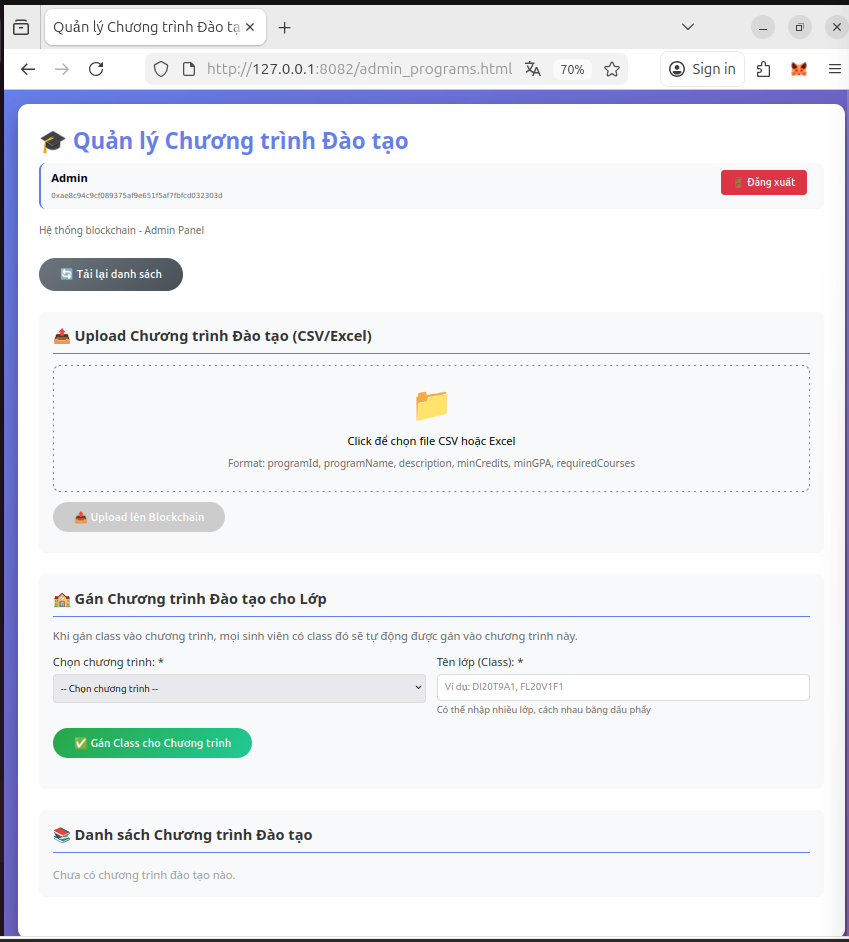 Quản lý Chương trình Đào tạ
http://127.0.0.1:8082/admin_programs.html
70%
Sign in
Quản lý Chương trình Đào tạo
Admin
0xae8c94c9cf089375af9e651f5af7fbfcd032303d
Đăng xuất
Hệ thống blockchain - Admin Panel
Tải lại danh sách
Upload Chương trình Đào tạo (CSV/Excel)
Click để chọn file CSV hoặc Excel
Format: programId, programName, description, minCredits, minGPA, requiredCourses
Upload lên Blockchain
Gán Chương trình Đào tạo cho Lớp
Khi gán class vào chương trình, mọi sinh viên có class đó sẽ tự động được gán vào chương trình này.
Chọn chương trình: *
Tên lớp (Class): *
-- Chọn chương trình --
Ví dụ: DI20T9A1, FL20V1F1
Có thể nhập nhiều lớp, cách nhau bằng dấu phẩy
Gán Class cho Chương trình
Danh sách Chương trình Đào tạo
Chưa có chương trình đào tạo nào.